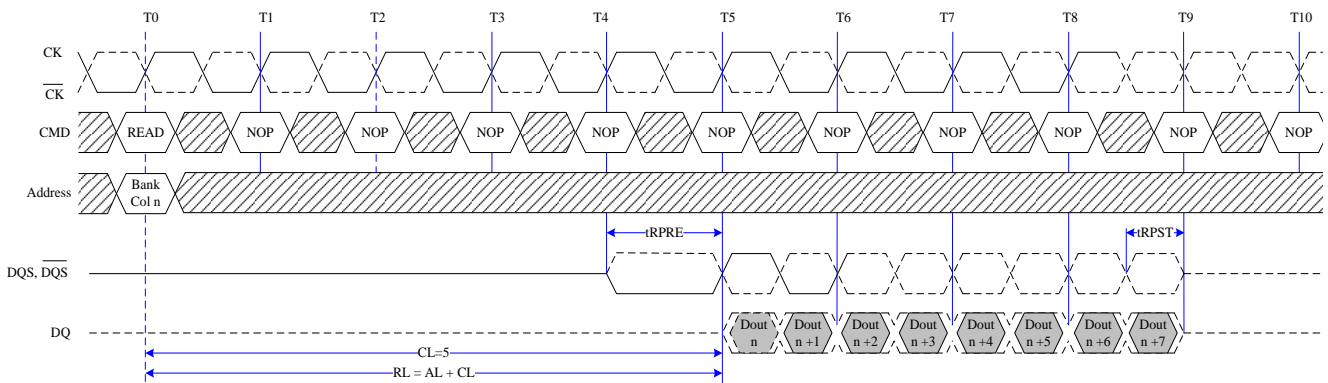 T0 T1 T2 T3 T4 T5 T6 T7 T8 T9 T10
CK
CK
CMD READ NOP NOP NOP NOP NOP NOP NOP NOP NOP NOP
Address Bank
Col n
tRPRE tRPST
DQS, DQS
DQ Dout Dout Dout Dout Dout Dout Dout Dout
n n +1 n +2 n +3 n +4 n +5 n +6 n +7
CL=5
RL = AL + CL